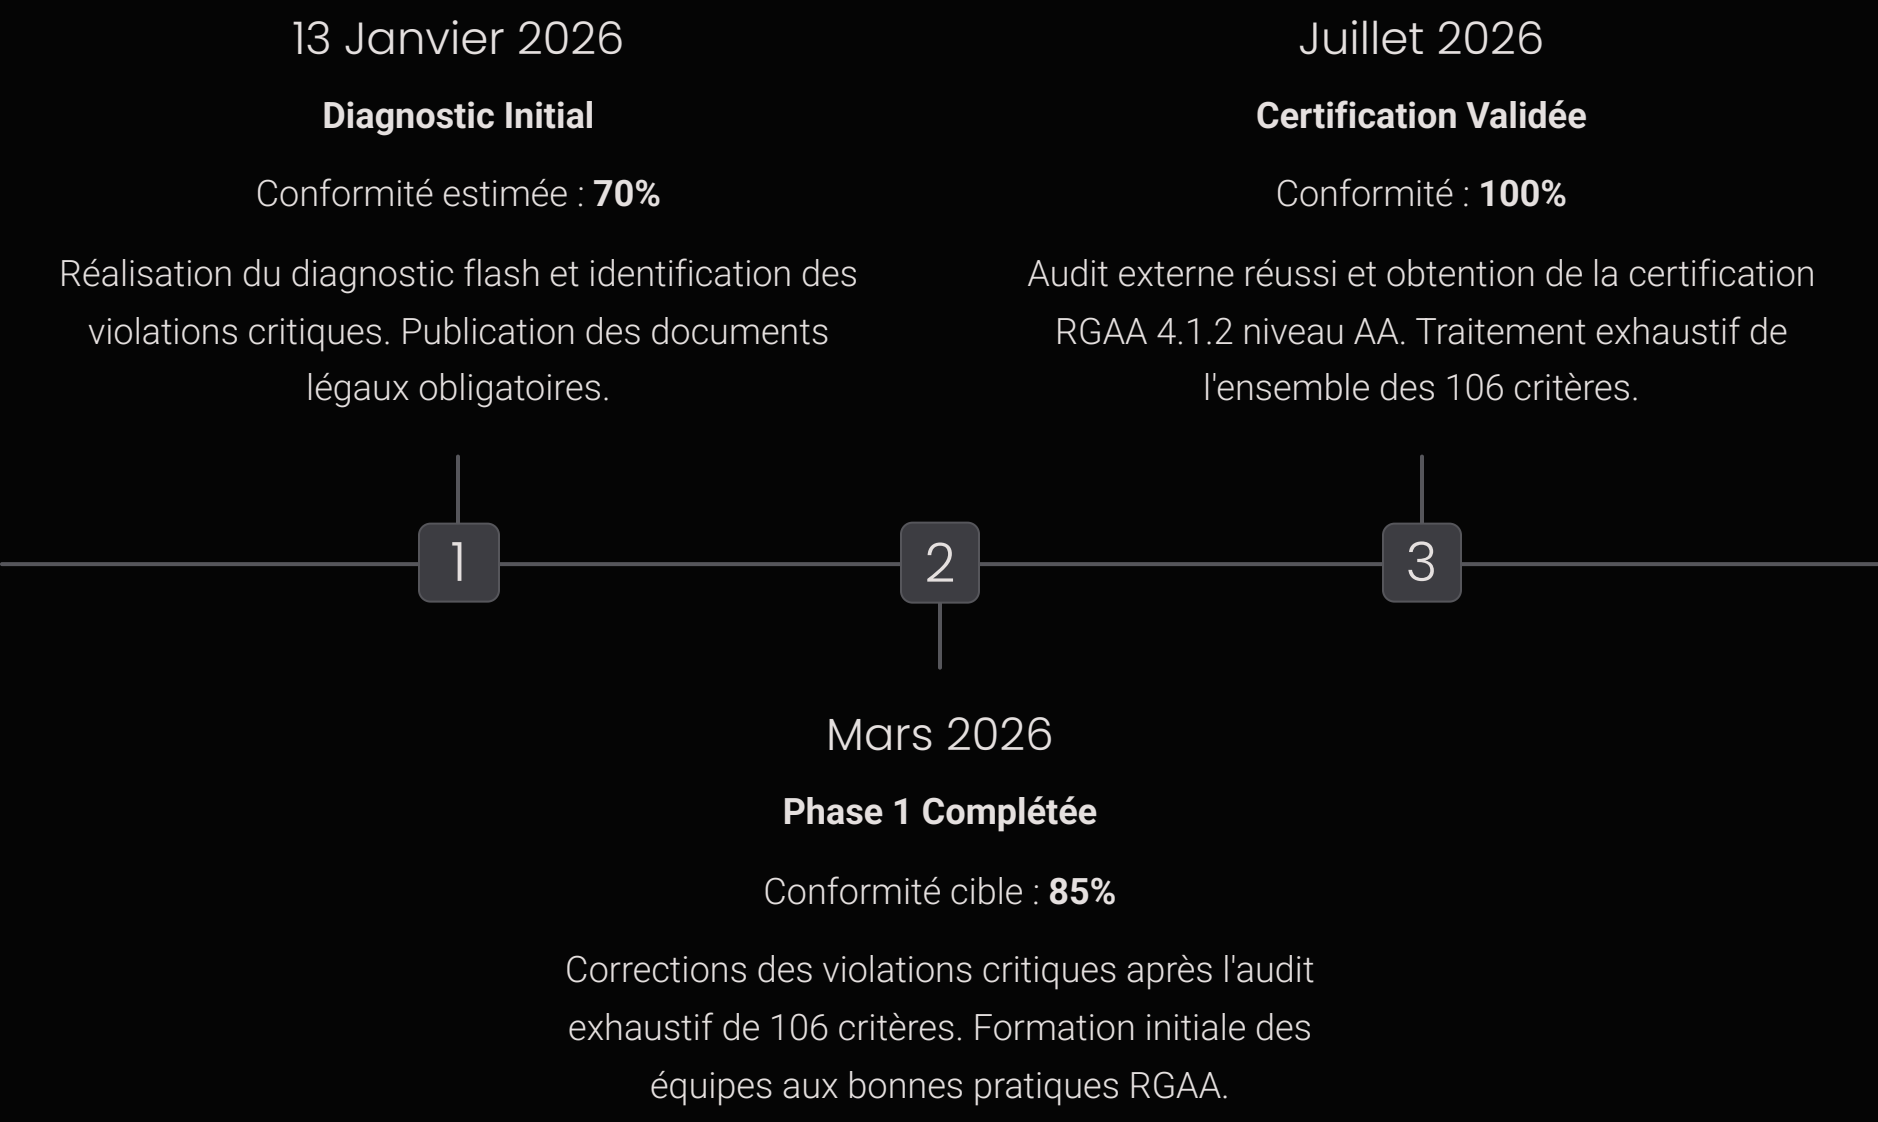 13 Janvier 2026
Diagnostic Initial
Conformité estimée : 70%
Réalisation du diagnostic flash et identification des
violations critiques. Publication des documents
légaux obligatoires.
1
2
Mars 2026
Phase 1 Complétée
Conformité cible : 85%
Corrections des violations critiques après l'audit
exhaustif de 106 critères. Formation initiale des
équipes aux bonnes pratiques RGAA.
3
Juillet 2026
Certification Validée
Conformité : 100%
Audit externe réussi et obtention de la certification
RGAA 4.1.2 niveau AA. Traitement exhaustif de
l'ensemble des 106 critères.